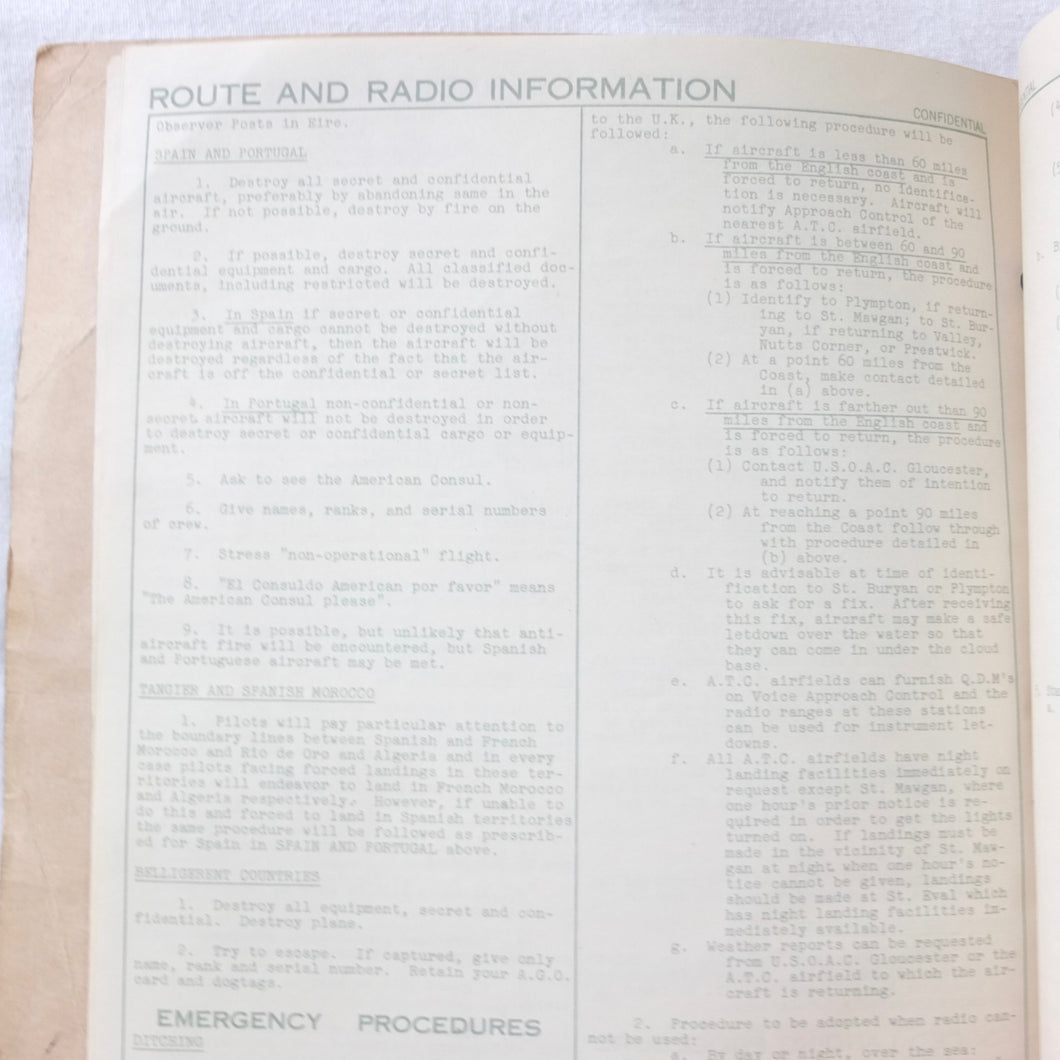 ROUTE AND RADIO INFORMATION
CONFIDENTIAL
Observer Posts in Eire.
SPAIN AND PORTUGAL
1. Destroy all secret and confidential
aircraft, preferably by abandoning same in the
air. If not possible, destroy by fire on the
ground.
2. If possible, destroy secret and confi-
dential equipment and cargo. All classified doc-
uments, including restricted will be destroyed.
3. In Spain if secret or confidential
equipment and cargo cannot be destroyed without
destroying aircraft, then the aircraft will be
destroyed regardless of the fact that the air-
craft is off the confidential or secret list.
4. In Portugal non-confidential or non-
secret aircraft will not be destroyed in order
to destroy secret or confidential cargo or equip-
ment.
5. Ask to see the American Consul.
6. Give names, ranks, and serial numbers
of crew.
7. Stress "non-operational" flight.
8. "El Consuldo American por favor" means
"The American Consul please".
9. It is possible, but unlikely that anti-
aircraft fire will be encountered, but Spanish
and Portuguese aircraft may be met.
TANGIER AND SPANISH MOROCCO
1. Pilots will pay particular attention to
the boundary lines between Spanish and French
Morocco and Rio de Oro and Algeria and in every
case pilots facing forced landings in these ter-
ritories will endeavor to land in French Morocco
and Algeria respectively. However, if unable to
do this and forced to land in Spanish territories
the same procedure will be followed as prescrib-
ed for Spain in SPAIN AND PORTUGAL above.
BELLIGERENT COUNTRIES
1. Destroy all equipment, secret and con-
fidential. Destroy plane.
2. Try to escape. If captured, give only
name, rank and serial number. Retain your A.G.O.
card and dogtags.
EMERGENCY PROCEDURES
DITCHING
to the U.K., the following procedure will be
followed:
a. If aircraft is less than 60 miles
from the English coast and is
forced to return, no identifica-
tion is necessary. Aircraft will
notify Approach Control of the
nearest A.T.C. airfield.
b. If aircraft is between 60 and 90
miles from the English coast and
is forced to return, the procedure
is as follows:
(1) Identify to Plympton, if return-
ing to St. Mawgan; to St. Bur-
yan, if returning to Valley,
Nutts Corner, or Prestwick.
(2) At a point 60 miles from the
Coast, make contact detailed
in (a) above.
c. If aircraft is farther out than 90
miles from the English coast and
is forced to return, the procedure
is as follows:
(1) Contact U.S.O.A.C. Gloucester,
and notify them of intention
to return.
(2) At reaching a point 90 miles
from the Coast follow through
with procedure detailed in
(b) above.
d. It is advisable at time of identi-
fication to St. Buryan or Plympton
to ask for a fix. After receiving
this fix, aircraft may make a safe
letdown over the water so that
they can come in under the cloud
base.
e. A.T.C. airfields can furnish Q.D.M's
on Voice Approach Control and the
radio ranges at these stations
can be used for instrument let-
downs.
f. All A.T.C. airfields have night
landing facilities immediately on
request except St. Mawgan, where
one hour's prior notice is re-
quired in order to get the lights
turned on. If landings must be
made in the vicinity of St. Maw-
gan at night when one hour's no-
tice cannot be given, landings
should be made at St. Eval which
has night landing facilities im-
mediately available.
g. Weather reports can be requested
from U.S.O.A.C. Gloucester or the
A.T.C. airfield to which the air-
craft is returning.
2. Procedure to be adopted when radio can-
not be used:
a. By day or night, over the sea: